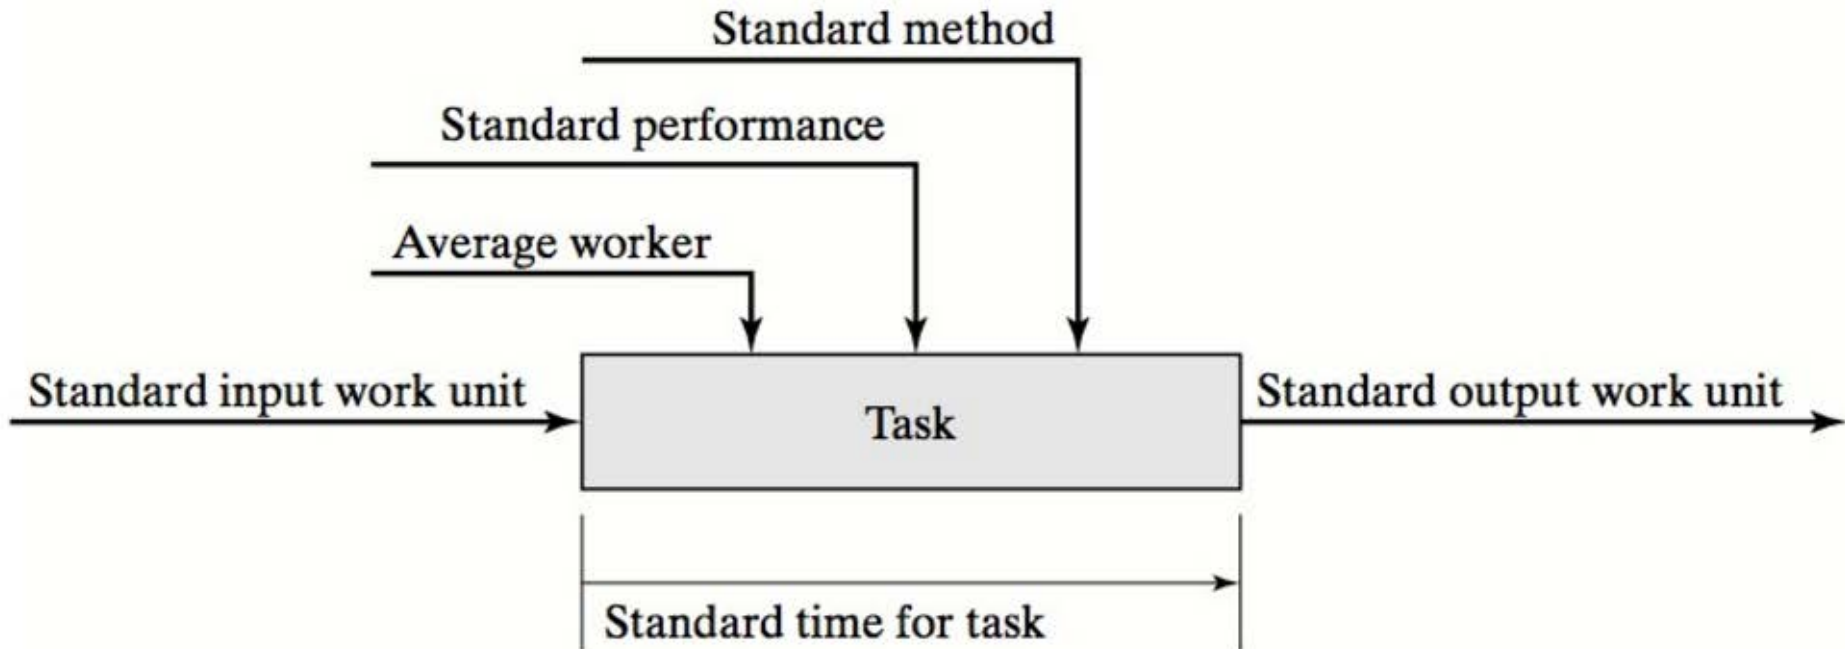 Standard method
Standard performance
Average worker
Standard input work unit
Task
Standard output work unit
Standard time for task